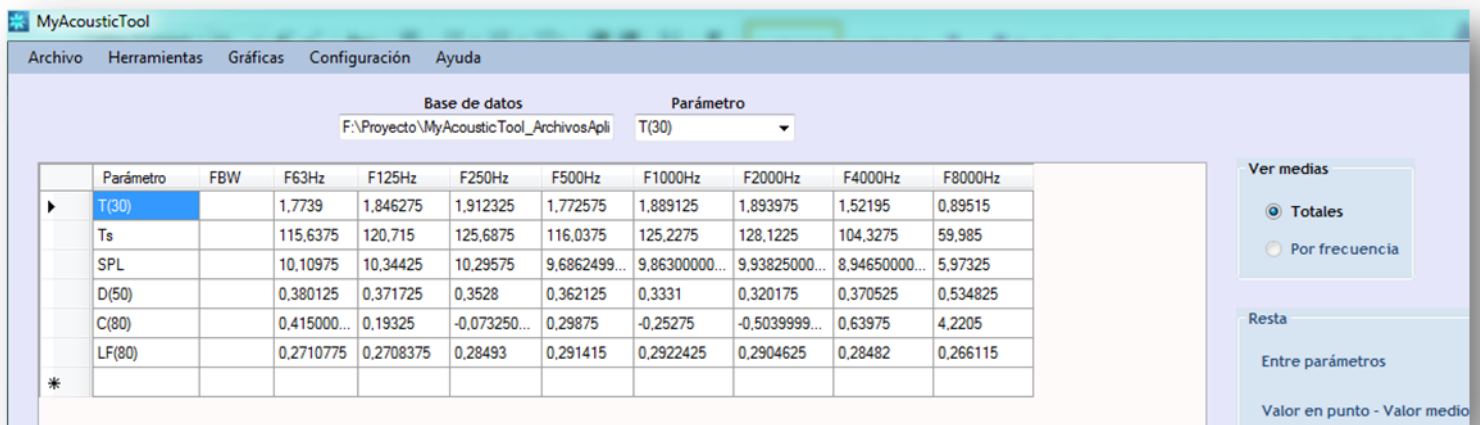 MyAcousticTool
Archivo Herramientas Gráficas Configuración Ayuda
Base de datos Parámetro
F:\Proyecto\MyAcousticTool_ArchivosApli T(30)
Parámetro FBW F63Hz F125Hz F250Hz F500Hz F1000Hz F2000Hz F4000Hz F8000Hz
T(30) 1,7739 1,846275 1,912325 1,772575 1,889125 1,893975 1,52195 0,89515
Ts 115,6375 120,715 125,6875 116,0375 125,2275 128,1225 104,3275 59,985
SPL 10,10975 10,34425 10,29575 9,6862499... 9,86300000... 9,93825000... 8,94650000... 5,97325
D(50) 0,380125 0,371725 0,3528 0,362125 0,3331 0,320175 0,370525 0,534825
C(80) 0,415000... 0,19325 -0,073250... 0,29875 -0,25275 -0,5039999... 0,63975 4,2205
LF(80) 0,2710775 0,2708375 0,28493 0,291415 0,2922425 0,2904625 0,28482 0,266115
Ver medias
Totales
Por frecuencia
Resta
Entre parámetros
Valor en punto - Valor medio